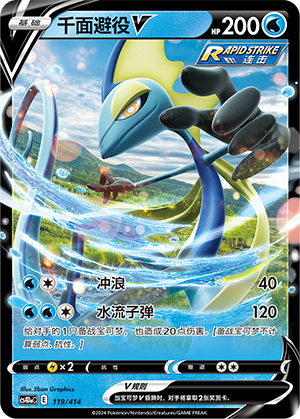 基础
千面避役V
HP 200
RAPID STRIKE
连击
冲浪 40
水流子弹 120
给对手的1只备战宝可梦，也造成20点伤害。[备战宝可梦不计
算弱点、抗性。]
弱点 ×2 抗性 撤退
Illus.5ban Graphics
V规则
当宝可梦V昏厥时，对手将拿取2张奖赏卡。
E
119/414
©2024 Pokémon/Nintendo/Creatures/GAME FREAK.